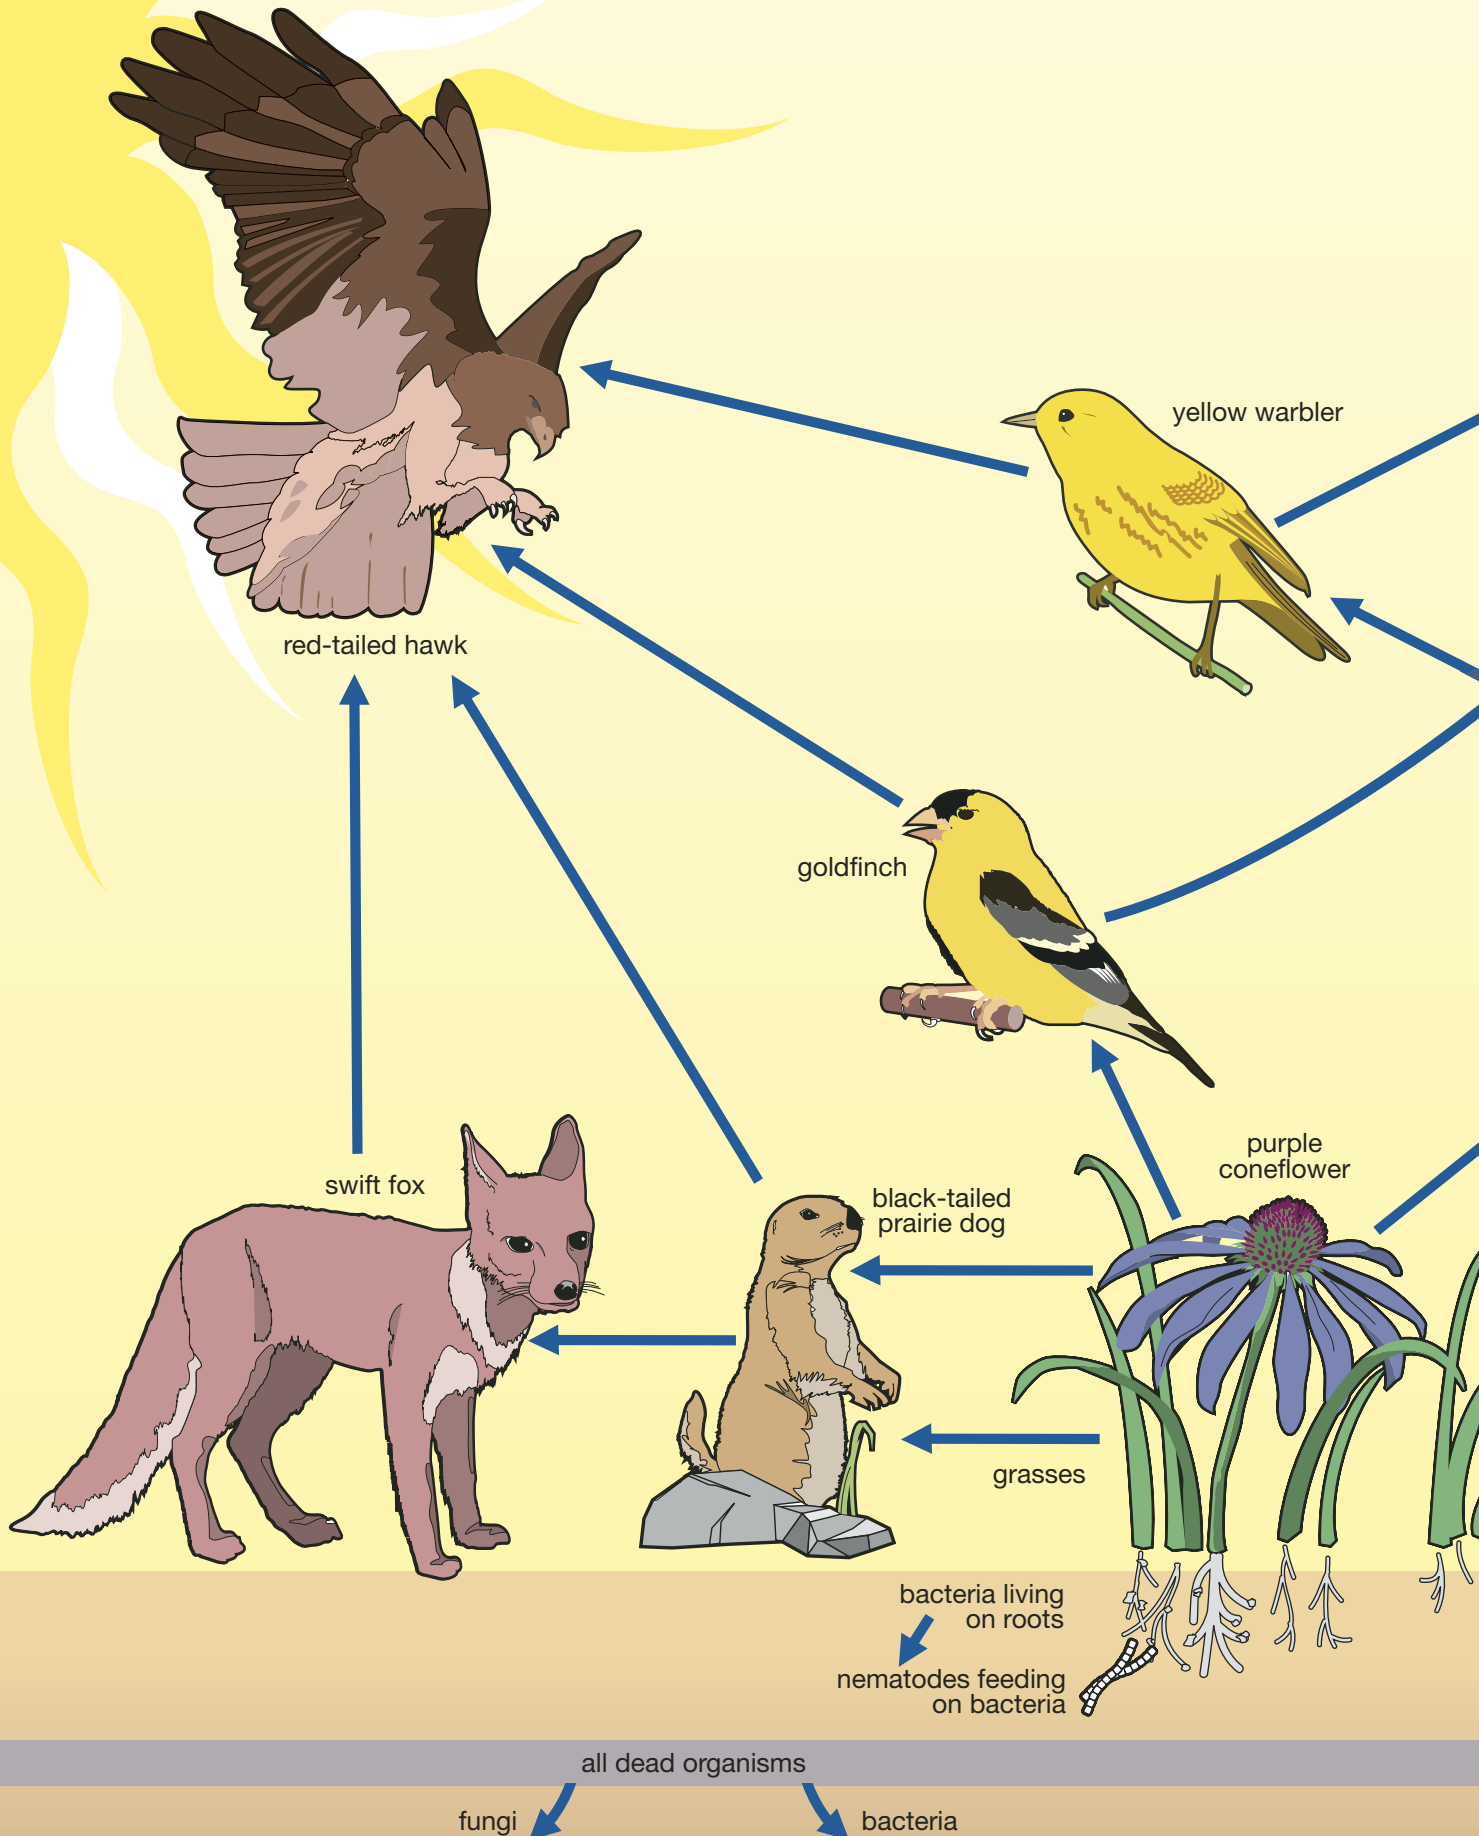 yellow warbler
red-tailed hawk
goldfinch
purple
coneflower
swift fox
black-tailed
prairie dog
grasses
bacteria living
on roots
nematodes feeding
on bacteria
all dead organisms
fungi
bacteria